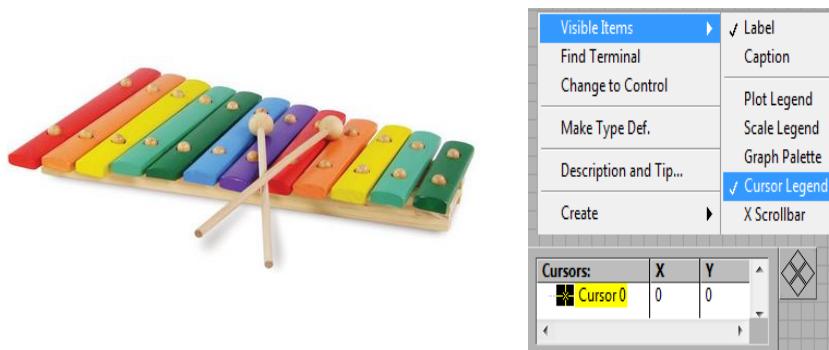 Visible Items
Find Terminal
Change to Control
Make Type Def.
Description and Tip...
Create
Label
Caption
Plot Legend
Scale Legend
Graph Palette
Cursor Legend
X Scrollbar
Cursors: X Y
Cursor 0 0 0